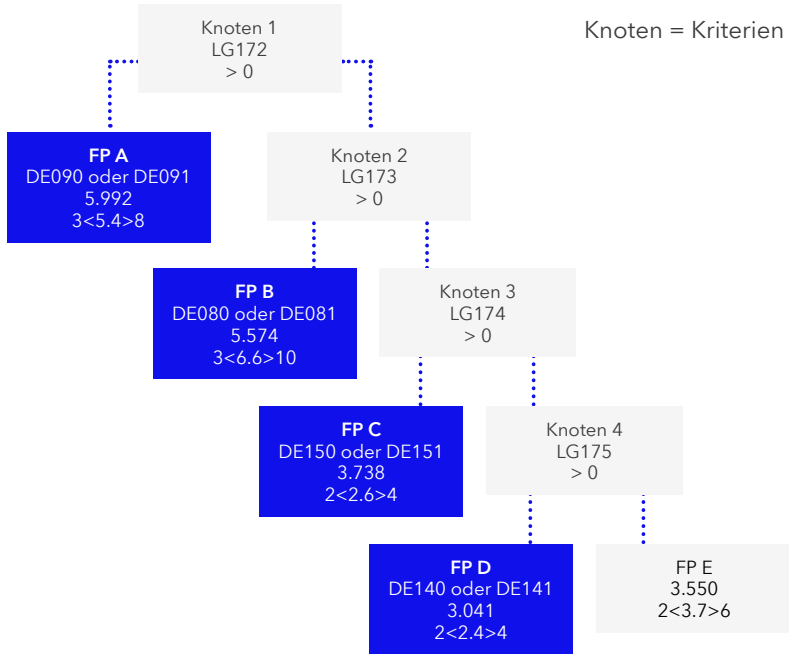 Knoten 1
LG172
> 0
Knoten = Kriterien
FP A
DE090 oder DE091
5.992
3<5.4>8
Knoten 2
LG173
> 0
FP B
DE080 oder DE081
5.574
3<6.6>10
Knoten 3
LG174
> 0
FP C
DE150 oder DE151
3.738
2<2.6>4
Knoten 4
LG175
> 0
FP D
DE140 oder DE141
3.041
2<2.4>4
FP E
3.550
2<3.7>6